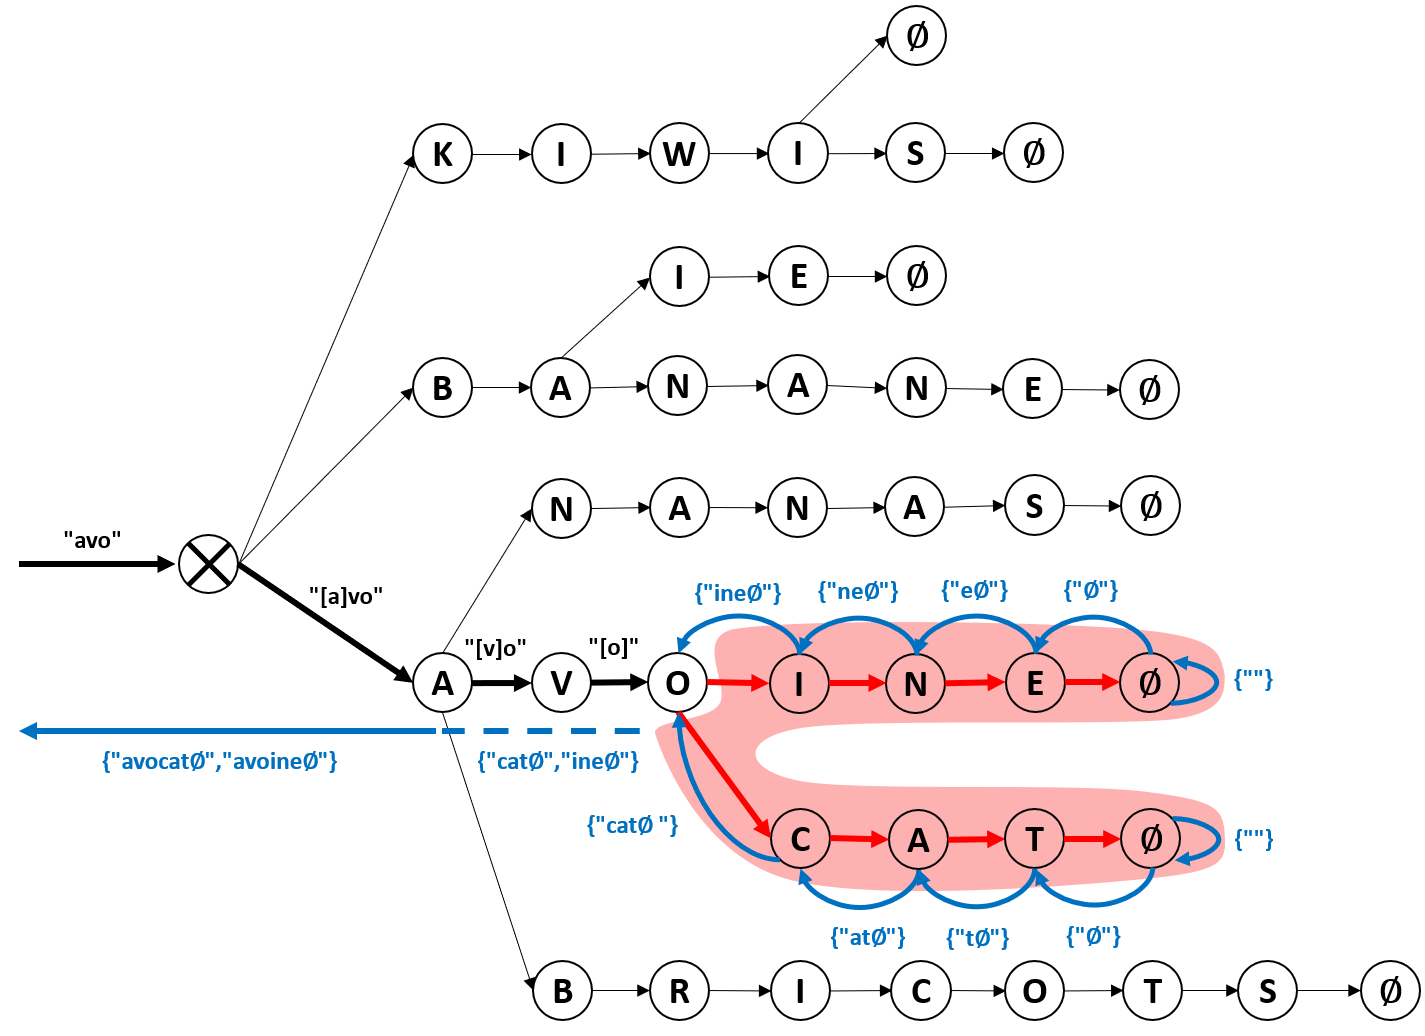 Ø
K I W I S Ø
I E Ø
B A N A N E Ø
N A N A S Ø
"avo"
"[a]vo"
{"ineØ"} {"neØ"} {"eØ"} {"Ø"}
"[v]o" "[o]"
A V O I N E Ø {""}
{"avocatØ","avoineØ"} {"catØ","ineØ"}
{"catØ "}
C A T Ø {""}
{"atØ"} {"tØ"} {"Ø"}
B R I C O T S Ø